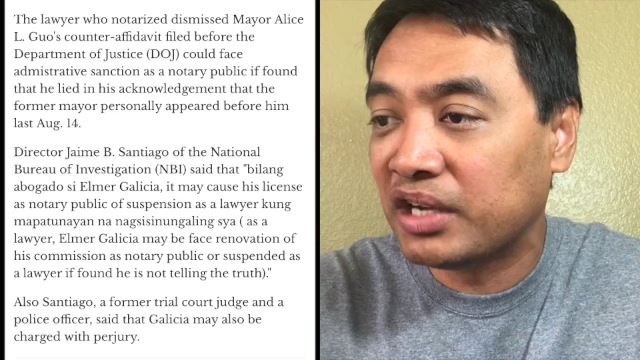 The lawyer who notarized dismissed Mayor Alice
L. Guo's counter-affidavit filed before the
Department of Justice (DOJ) could face
admistrative sanction as a notary public if found
that he lied in his acknowledgement that the
former mayor personally appeared before him
last Aug. 14.
Director Jaime B. Santiago of the National
Bureau of Investigation (NBI) said that "bilang
abogado si Elmer Galicia, it may cause his license
as notary public of suspension as a lawyer kung
mapatunayan na nagsisinungaling sya ( as a
lawyer, Elmer Galicia may be face renovation of
his commission as notary public or suspended as
a lawyer if found he is not telling the truth)."
Also Santiago, a former trial court judge and a
police officer, said that Galicia may also be
charged with perjury.